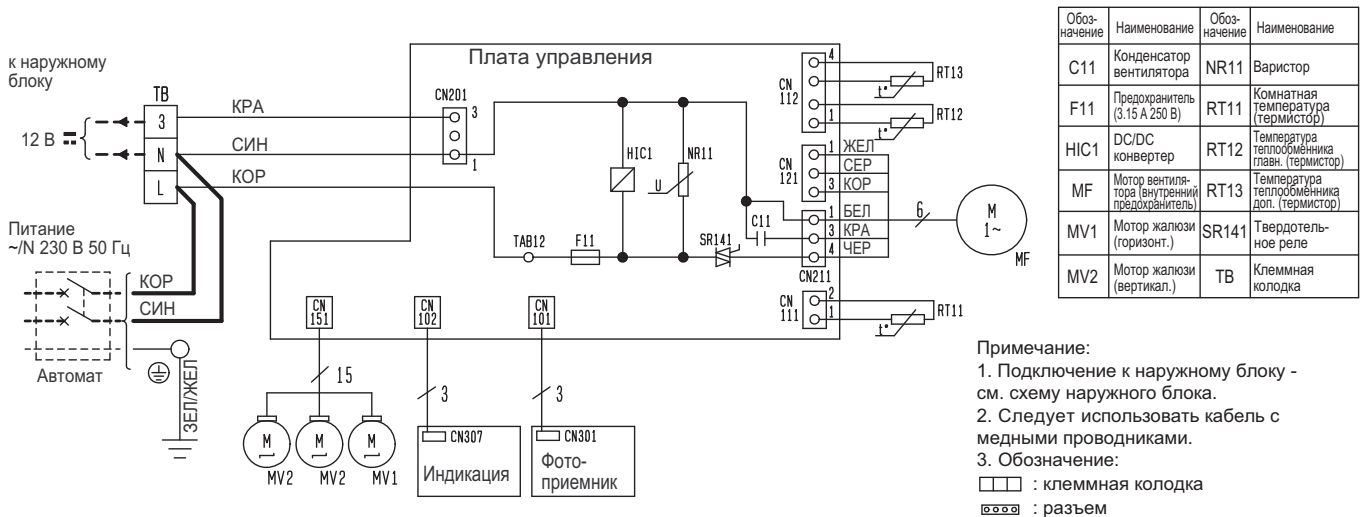 Плата управления
к наружному
блоку
12 В
TB
3
N
L
КРА
СИН
КОР
CN201
3
1
HIC1
NR11
U
TAB12
F11
C11
SR141
CN
112
4
1
t°
RT13
t°
RT12
CN
121
1
3
ЖЕЛ
СЕР
КОР
1
3
4
БЕЛ
КРА
ЧЕР
CN211
6
M
1~
MF
CN
111
2
1
t°
RT11
Питание
~/N 230 В 50 Гц
КОР
СИН
Автомат
ЗЕЛ/ЖЕЛ
CN
151
CN
102
CN
101
15
3
3
M
M
M
MV2
MV2
MV1
CN307
Индикация
CN301
Фото-
приемник
Обоз-
начение
Наименование
Обоз-
начение
Наименование
C11
Конденсатор
вентилятора
NR11
Варистор
F11
Предохранитель
(3.15 А 250 В)
RT11
Комнатная
температура
(термистор)
HIC1
DC/DC
конвертер
RT12
Температура
теплообменника
главн. (термистор)
MF
Мотор вентиля-
тора (внутренний
предохранитель)
RT13
Температура
теплообменника
доп. (термистор)
MV1
Мотор жалюзи
(горизонт.)
SR141
Твердотель-
ное реле
MV2
Мотор жалюзи
(вертикал.)
TB
Клеммная
колодка
Примечание:
1. Подключение к наружному блоку -
см. схему наружного блока.
2. Следует использовать кабель с
медными проводниками.
3. Обозначение:
: клеммная колодка
: разъем